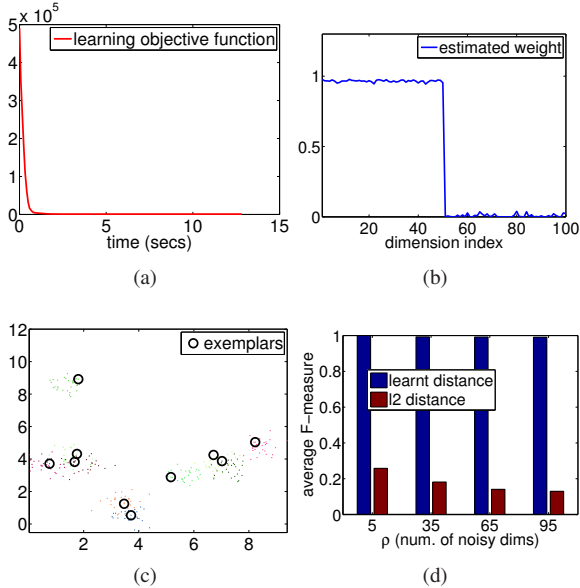 x 10^5
5
4
3
2
1
0
0 5 10 15
learning objective function
time (secs)
(a)
1
0.5
0
20 40 60 80 100
estimated weight
dimension index
(b)
12
10
8
6
4
2
0
2 4 6 8
exemplars
(c)
1
0.8
0.6
0.4
0.2
0
average F−measure
learnt distance
l2 distance
5 35 65 95
ρ (num. of noisy dims)
(d)